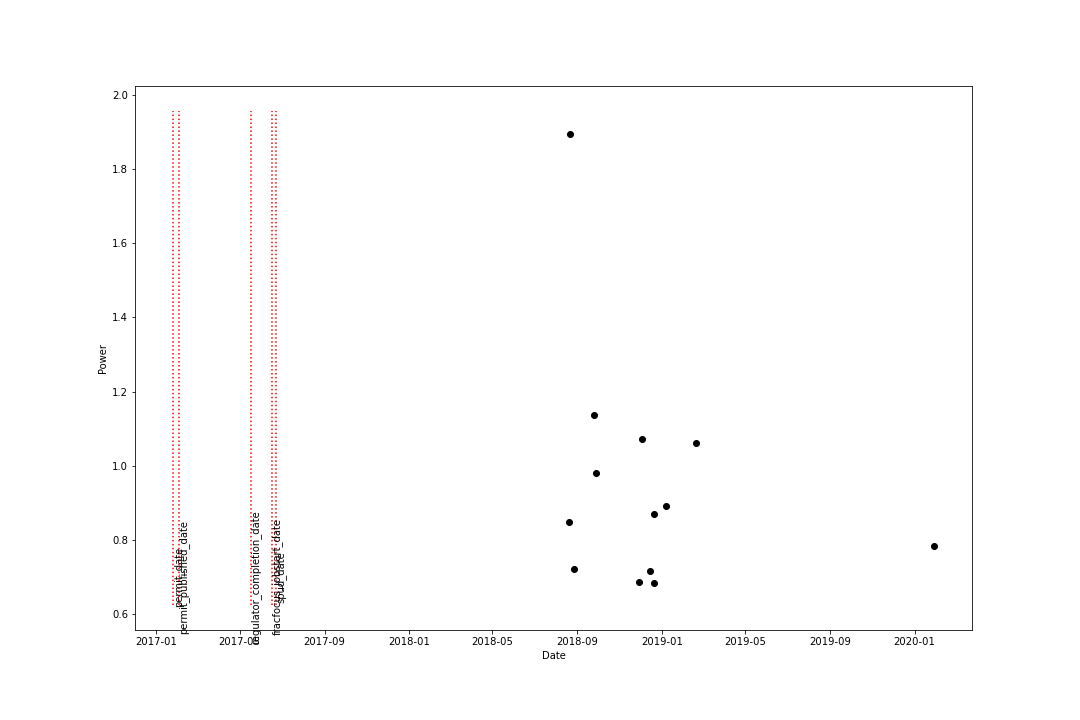 2.0
1.8
1.6
1.4
1.2
1.0
0.8
0.6
Power
permit_date
permit_published_date
regulator_completion_date
fracfocus_jobstart_date
spud_date
2017-01
2017-05
2017-09
2018-01
2018-05
2018-09
2019-01
2019-05
2019-09
2020-01
Date